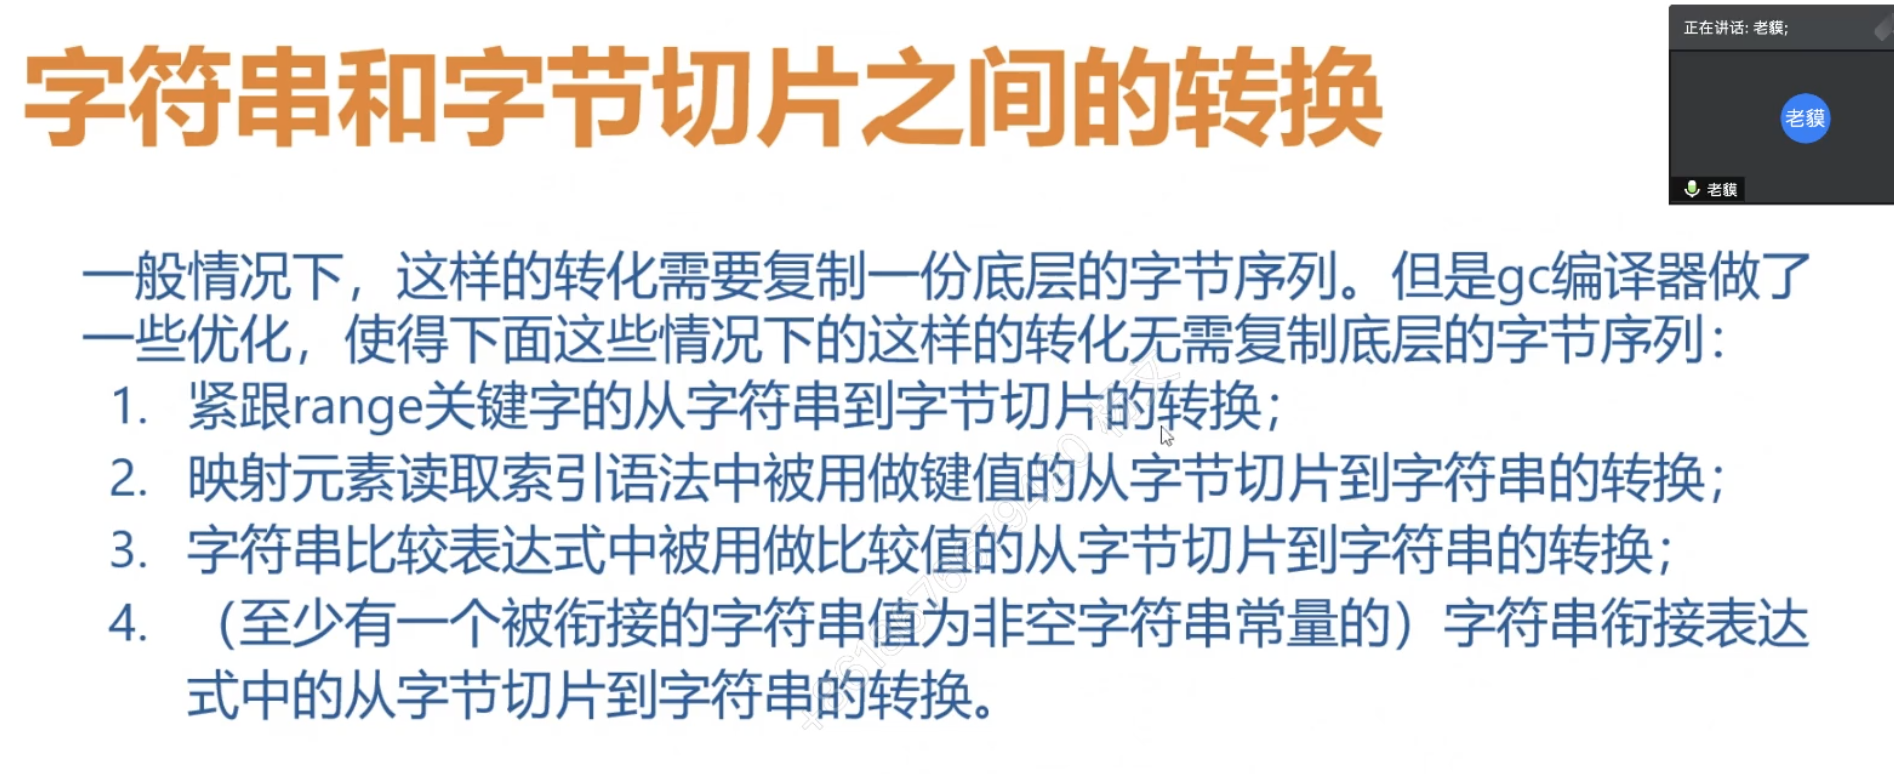 字符串和字节切片之间的转换
正在讲话: 老貘;
老貘
老貘
一般情况下，这样的转化需要复制一份底层的字节序列。但是gc编译器做了
一些优化，使得下面这些情况下的这样的转化无需复制底层的字节序列：
1. 紧跟range关键字的从字符串到字节切片的转换；
2. 映射元素读取索引语法中被用做键值的从字节切片到字符串的转换；
3. 字符串比较表达式中被用做比较值的从字节切片到字符串的转换；
4. （至少有一个被衔接的字符串值为非空字符串常量的）字符串衔接表达
式中的从字节切片到字符串的转换。